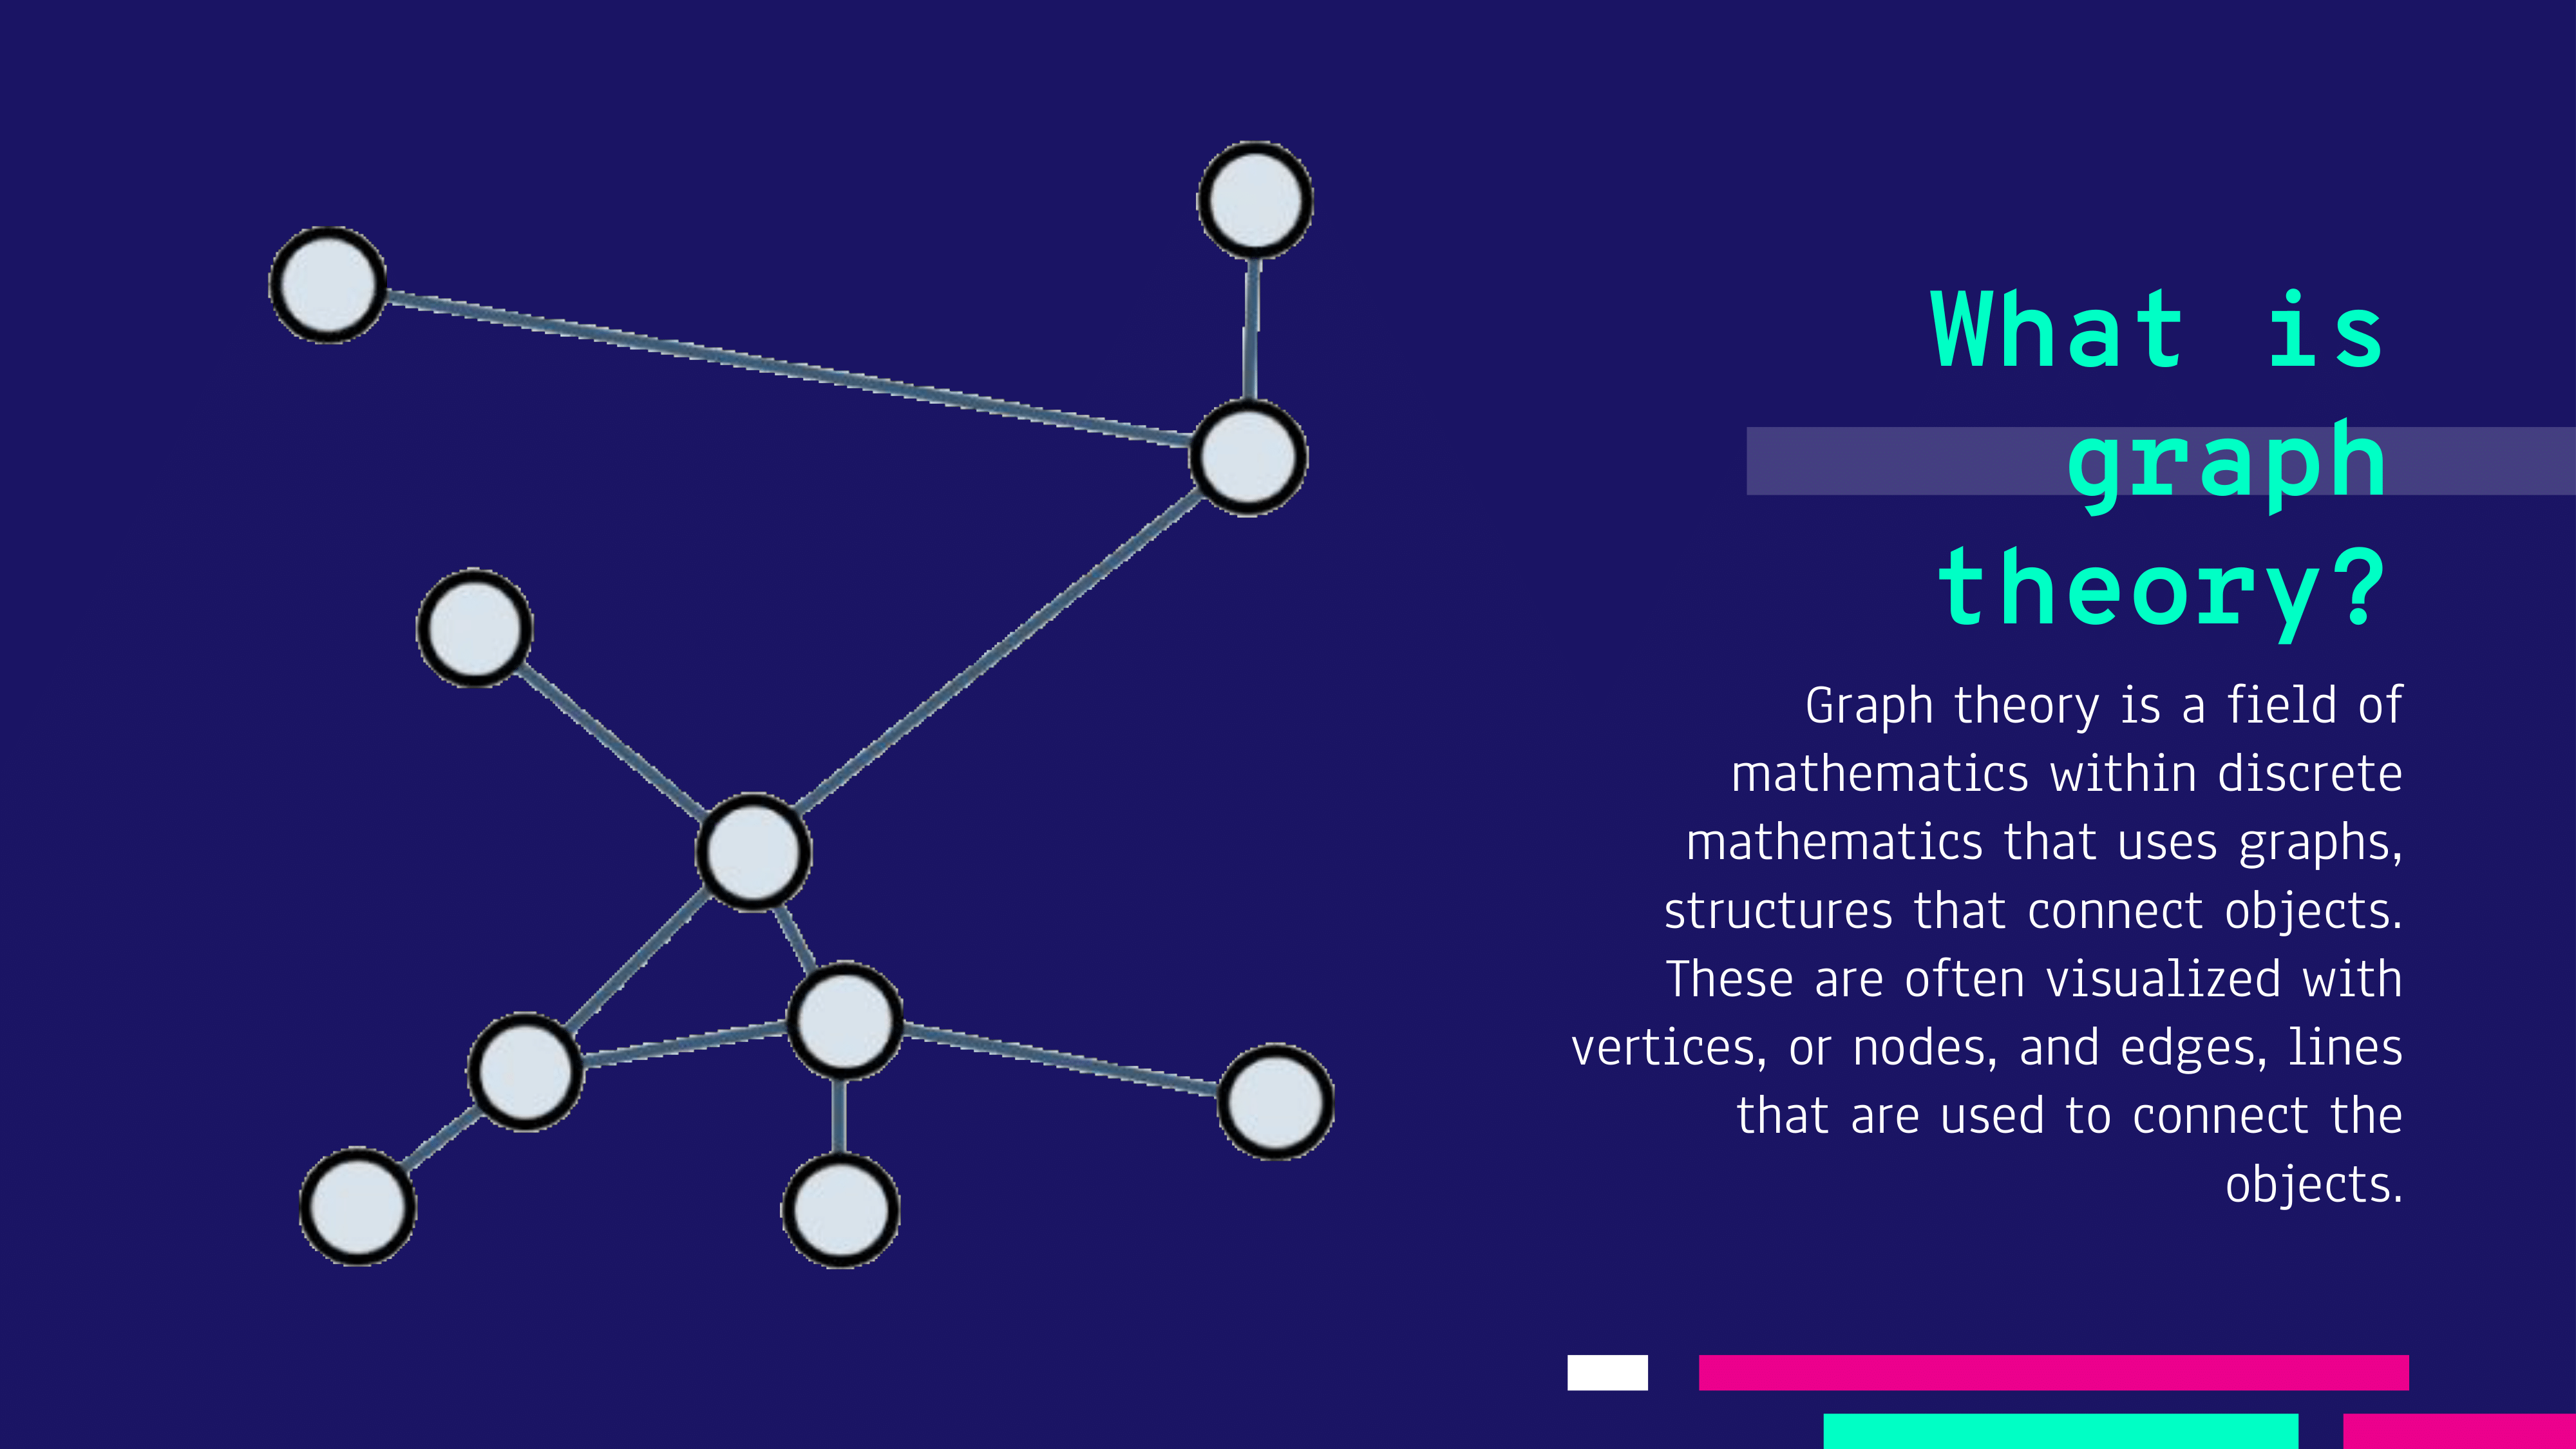 What is
graph
theory?
Graph theory is a field of
mathematics within discrete
mathematics that uses graphs,
structures that connect objects.
These are often visualized with
vertices, or nodes, and edges, lines
that are used to connect the
objects.